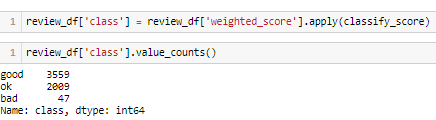 1 review_df['class'] = review_df['weighted_score'].apply(classify_score)
1 review_df['class'].value_counts()
good    3559
ok      2009
bad       47
Name: class, dtype: int64